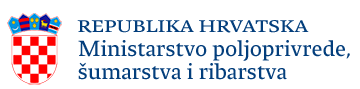 REPUBLIKA HRVATSKA
Ministarstvo poljoprivrede,
šumarstva i ribarstva